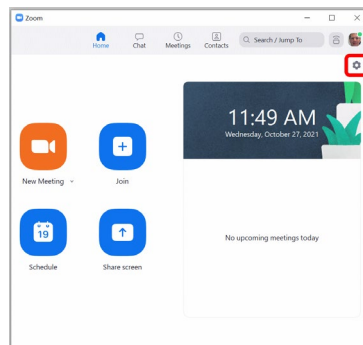 Zoom
Home
Chat
Meetings
Contacts
Search / Jump To
11:49 AM
Wednesday, October 27, 2021
New Meeting
Join
19
Schedule
Share screen
No upcoming meetings today